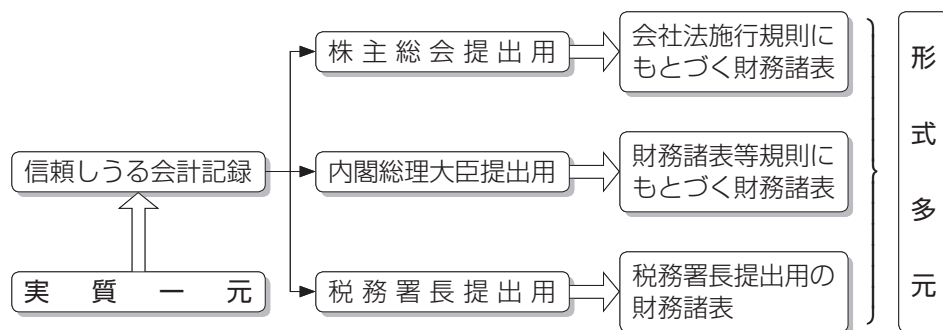 株主総会提出用
会社法施行規則に
もとづく財務諸表
信頼しうる会計記録
内閣総理大臣提出用
財務諸表等規則に
もとづく財務諸表
実質一元
税務署長提出用
税務署長提出用の
財務諸表
形式多元